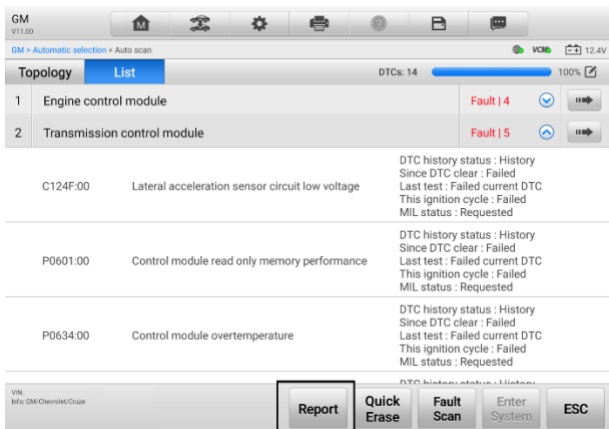 GM
V11.00
GM > Automatic selection > Auto scan
VCMI
12.4V
Topology List DTCs: 14 100%
1 Engine control module Fault | 4
2 Transmission control module Fault | 5
DTC history status : History
Since DTC clear : Failed
C124F:00 Lateral acceleration sensor circuit low voltage Last test : Failed current DTC
This ignition cycle : Failed
MIL status : Requested
DTC history status : History
Since DTC clear : Failed
P0601:00 Control module read only memory performance Last test : Failed current DTC
This ignition cycle : Failed
MIL status : Requested
DTC history status : History
Since DTC clear : Failed
P0634:00 Control module overtemperature Last test : Failed current DTC
This ignition cycle : Failed
MIL status : Requested
DTC history status : History
VIN:
Info: GM/Chevrolet/Cruze
Report Quick Erase Fault Scan Enter System ESC